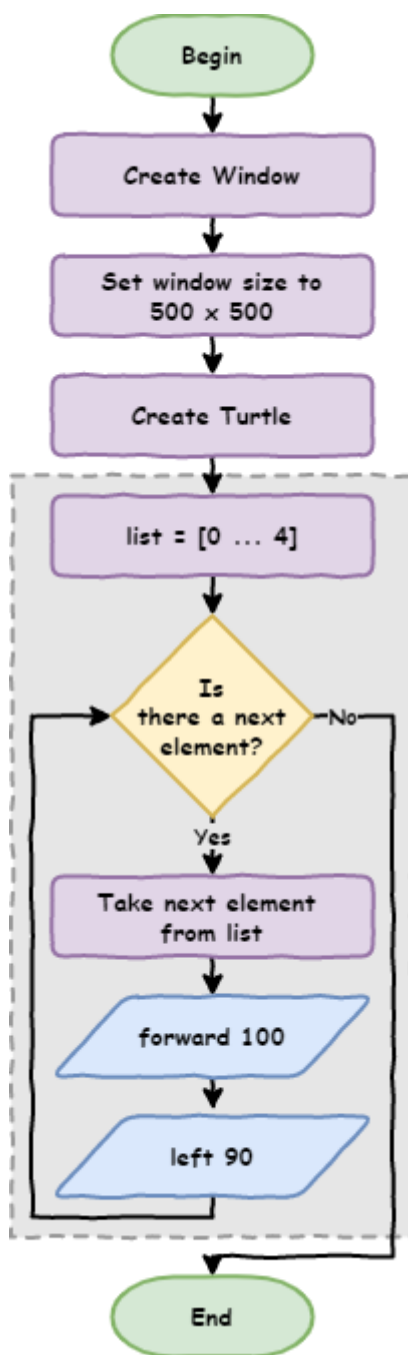 Begin
Create Window
Set window size to
500 x 500
Create Turtle
list = [0 ... 4]
Is
there a next
element?
No
Yes
Take next element
from list
forward 100
left 90
End